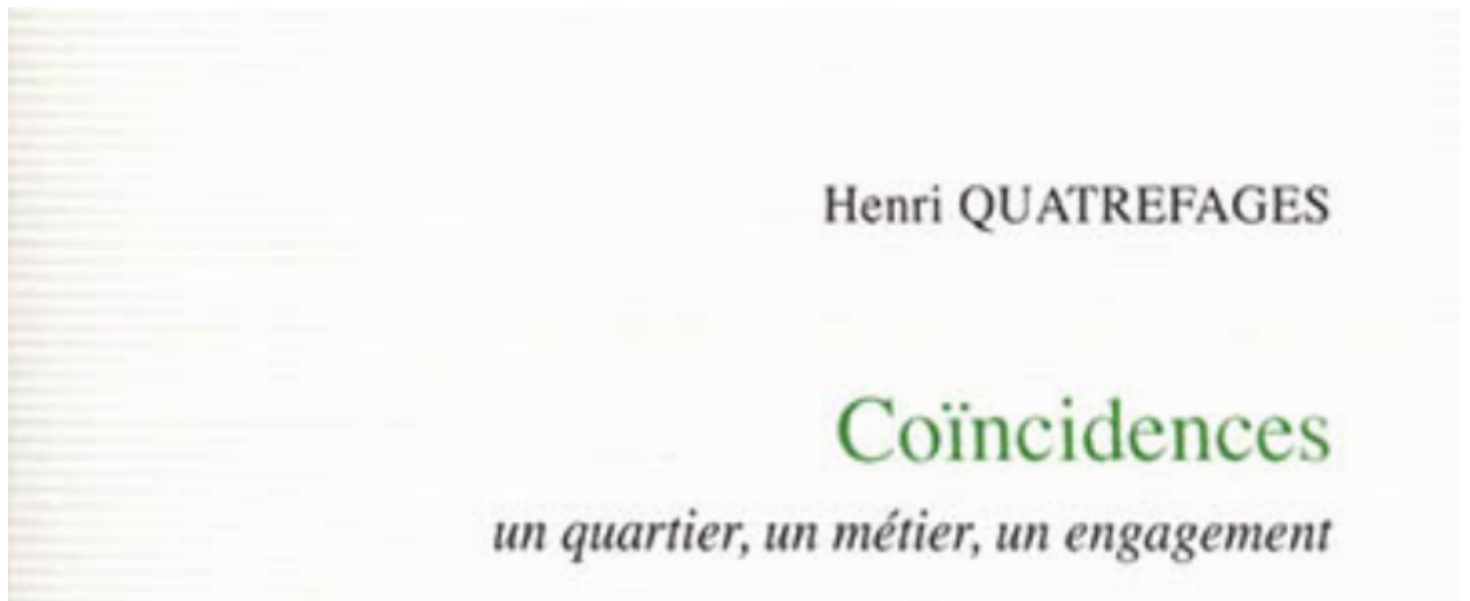 Henri QUATREFAGES
Coïncidences
un quartier, un métier, un engagement